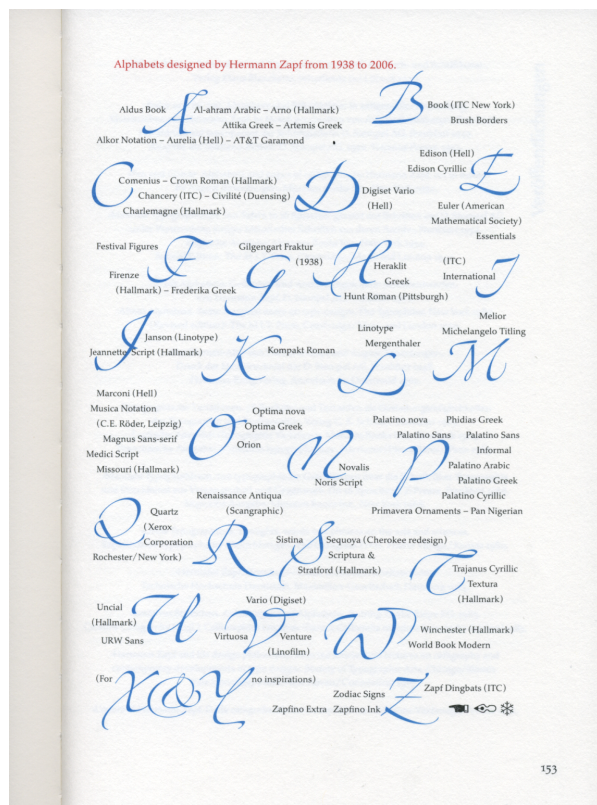 Alphabets designed by Hermann Zapf from 1938 to 2006.
A
Aldus Book
Al-ahram Arabic – Arno (Hallmark)
Attika Greek – Artemis Greek
Alkor Notation – Aurelia (Hell) – AT&T Garamond
B
Book (ITC New York)
Brush Borders
C
Comenius – Crown Roman (Hallmark)
Chancery (ITC) – Civilité (Duensing)
Charlemagne (Hallmark)
D
Digiset Vario
(Hell)
Edison (Hell)
Edison Cyrillic
E
Euler (American
Mathematical Society)
Essentials
Festival Figures
F
Firenze
(Hallmark) – Frederika Greek
Gilgengart Fraktur
(1938)
G
H
Heraklit
Greek
Hunt Roman (Pittsburgh)
(ITC)
International
I
J
Janson (Linotype)
Jeannette Script (Hallmark)
K
Kompakt Roman
Linotype
Mergenthaler
L
Melior
Michelangelo Titling
M
Marconi (Hell)
Musica Notation
(C.E. Röder, Leipzig)
Magnus Sans-serif
Medici Script
Missouri (Hallmark)
O
Optima nova
Optima Greek
Orion
N
Novalis
Noris Script
Palatino nova
Phidias Greek
Palatino Sans
Palatino Sans
Informal
P
Palatino Arabic
Palatino Greek
Palatino Cyrillic
Primavera Ornaments – Pan Nigerian
Q
Quartz
(Xerox
Corporation
Rochester/New York)
Renaissance Antiqua
(Scangraphic)
R
Sistina
S
Sequoya (Cherokee redesign)
Scriptura &
Stratford (Hallmark)
T
Trajanus Cyrillic
Textura
(Hallmark)
Uncial
(Hallmark)
URW Sans
U
Vario (Digiset)
Virtuosa
V
Venture
(Linofilm)
W
Winchester (Hallmark)
World Book Modern
(For
X&Y
no inspirations)
Zodiac Signs
Zapfino Extra Zapfino Ink
Z
Zapf Dingbats (ITC)
153